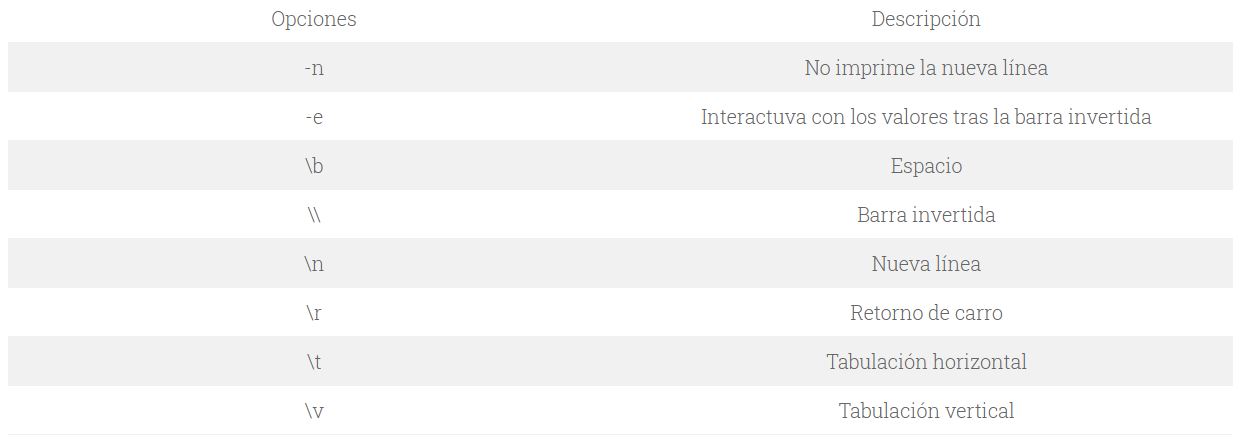 Opciones Descripción
-n No imprime la nueva línea
-e Interactuva con los valores tras la barra invertida
\b Espacio
\\ Barra invertida
\n Nueva línea
\r Retorno de carro
\t Tabulación horizontal
\v Tabulación vertical